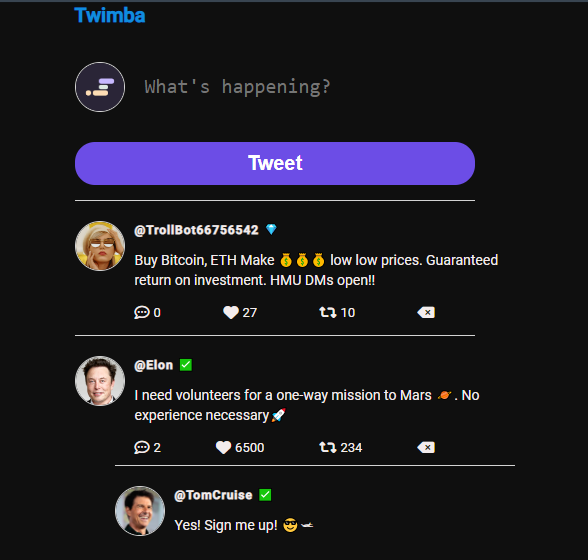 Twimba
What's happening?
Tweet
@TrollBot66756542 💎
Buy Bitcoin, ETH Make 💰💰💰 low low prices. Guaranteed
return on investment. HMU DMs open!!
0 27 10
@Elon ✅
I need volunteers for a one-way mission to Mars 🪐. No
experience necessary🚀
2 6500 234
@TomCruise ✅
Yes! Sign me up! 😎🛩